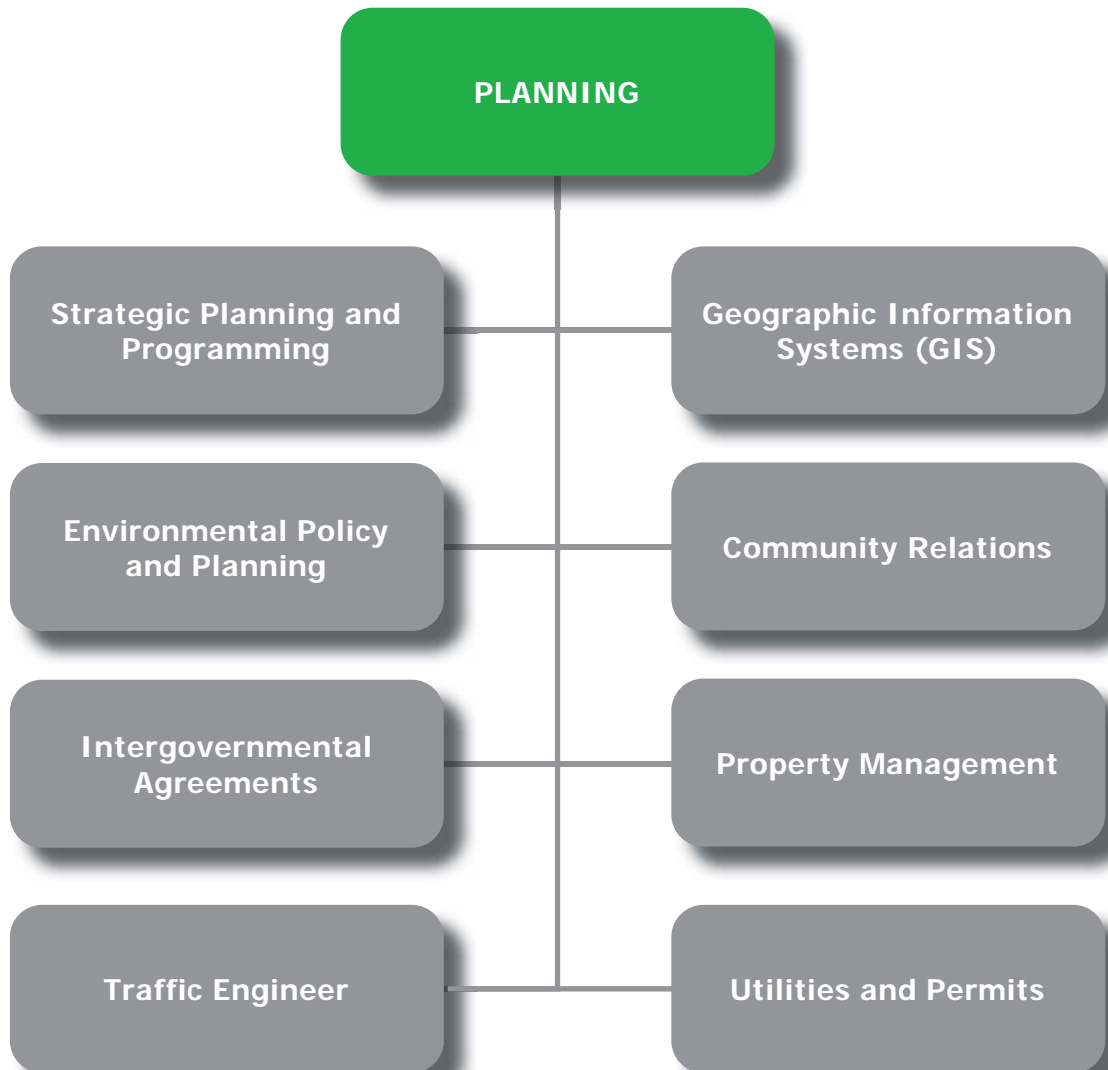 PLANNING
Strategic Planning and
Programming
Geographic Information
Systems (GIS)
Environmental Policy
and Planning
Community Relations
Intergovernmental
Agreements
Property Management
Traffic Engineer
Utilities and Permits